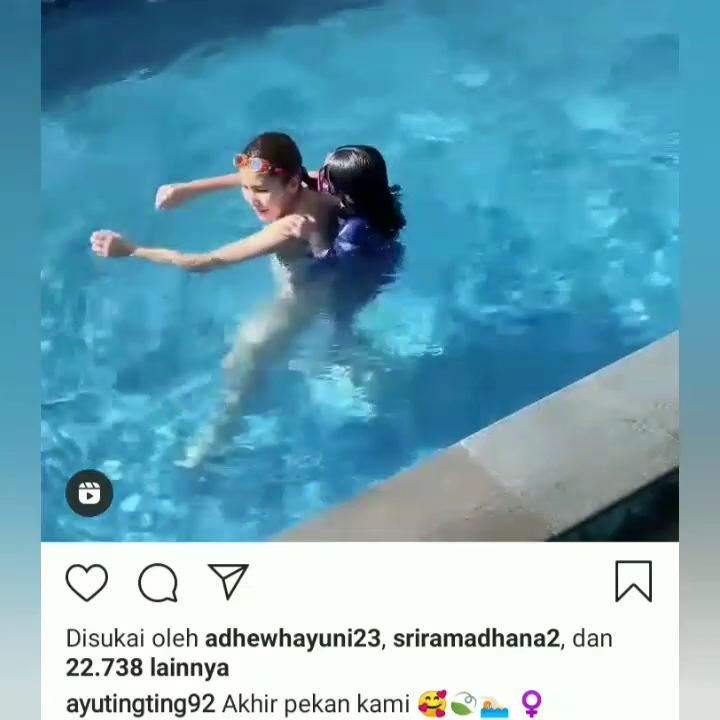 Disukai oleh adhewhayuni23, sriramadhana2, dan
22.738 lainnya
ayutingting92 Akhir pekan kami 🥰🍃🏊‍♀